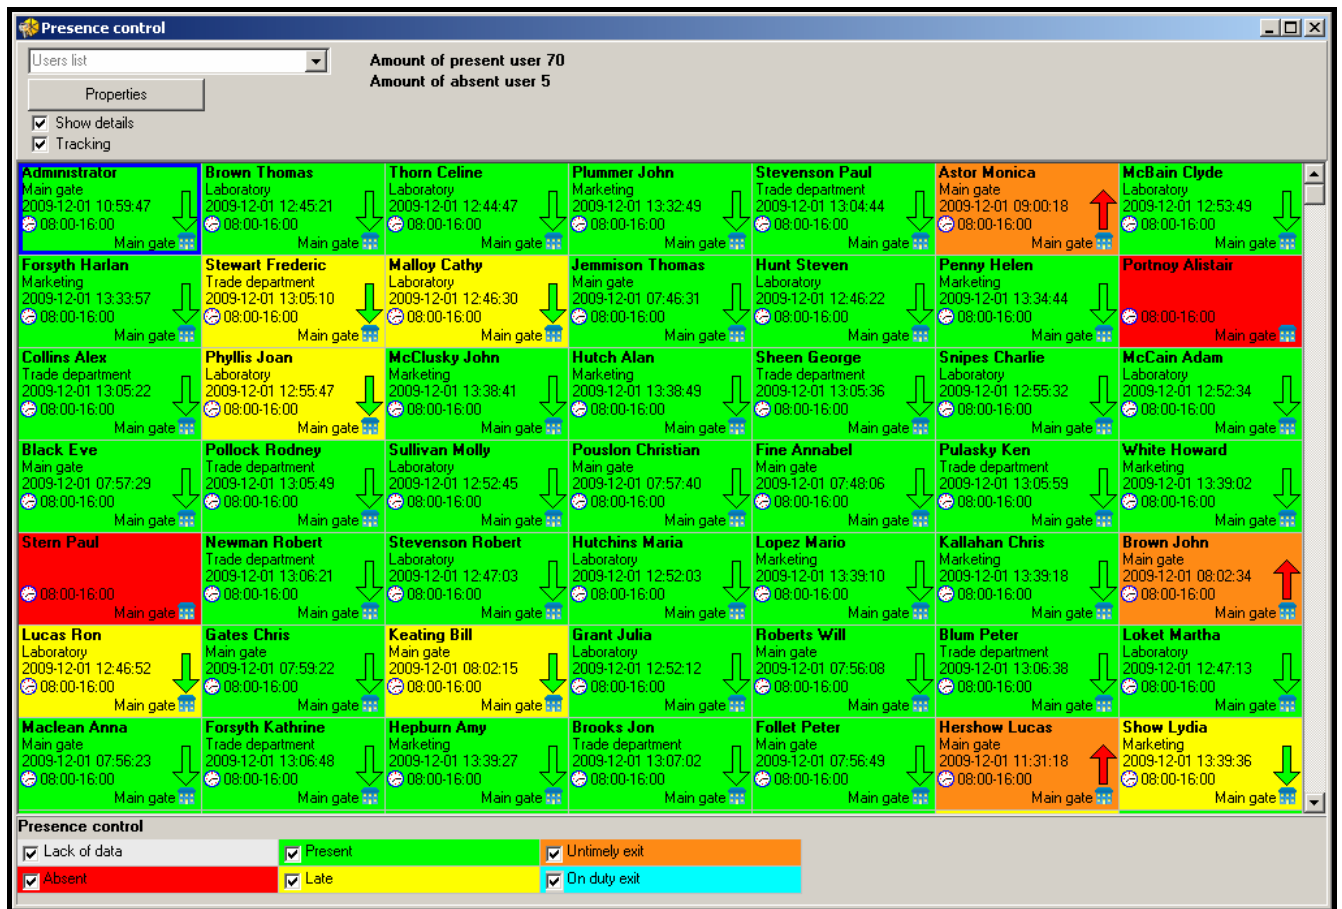 Presence control
Users list
Amount of present user 70
Amount of absent user 5
Properties
Show details
Tracking
Administrator
Main gate
2009-12-01 10:59:47
08:00-16:00
Main gate
Brown Thomas
Laboratory
2009-12-01 12:45:21
08:00-16:00
Main gate
Thorn Celine
Laboratory
2009-12-01 12:44:47
08:00-16:00
Main gate
Plummer John
Marketing
2009-12-01 13:32:49
08:00-16:00
Main gate
Stevenson Paul
Trade department
2009-12-01 13:04:44
08:00-16:00
Main gate
Astor Monica
Main gate
2009-12-01 09:00:18
08:00-16:00
Main gate
McBain Clyde
Laboratory
2009-12-01 12:53:49
08:00-16:00
Main gate
Forsyth Harlan
Marketing
2009-12-01 13:33:57
08:00-16:00
Main gate
Stewart Frederic
Trade department
2009-12-01 13:05:10
08:00-16:00
Main gate
Malloy Cathy
Laboratory
2009-12-01 12:46:30
08:00-16:00
Main gate
Jemmison Thomas
Main gate
2009-12-01 07:46:31
08:00-16:00
Main gate
Hunt Steven
Laboratory
2009-12-01 12:46:22
08:00-16:00
Main gate
Penny Helen
Marketing
2009-12-01 13:34:44
08:00-16:00
Main gate
Portnoy Alistair
08:00-16:00
Main gate
Collins Alex
Trade department
2009-12-01 13:05:22
08:00-16:00
Main gate
Phyllis Joan
Laboratory
2009-12-01 12:55:47
08:00-16:00
Main gate
McClusky John
Marketing
2009-12-01 13:38:41
08:00-16:00
Main gate
Hutch Alan
Marketing
2009-12-01 13:38:49
08:00-16:00
Main gate
Sheen George
Trade department
2009-12-01 13:05:36
08:00-16:00
Main gate
Snipes Charlie
Laboratory
2009-12-01 12:55:32
08:00-16:00
Main gate
McCain Adam
Laboratory
2009-12-01 12:52:34
08:00-16:00
Main gate
Black Eve
Main gate
2009-12-01 07:57:29
08:00-16:00
Main gate
Pollock Rodney
Trade department
2009-12-01 13:05:49
08:00-16:00
Main gate
Sullivan Molly
Laboratory
2009-12-01 12:52:45
08:00-16:00
Main gate
Pouslon Christian
Main gate
2009-12-01 07:57:40
08:00-16:00
Main gate
Fine Annabel
Main gate
2009-12-01 07:48:06
08:00-16:00
Main gate
Pulasky Ken
Trade department
2009-12-01 13:05:59
08:00-16:00
Main gate
White Howard
Marketing
2009-12-01 13:39:02
08:00-16:00
Main gate
Stern Paul
08:00-16:00
Main gate
Newman Robert
Trade department
2009-12-01 13:06:21
08:00-16:00
Main gate
Stevenson Robert
Laboratory
2009-12-01 12:47:03
08:00-16:00
Main gate
Hutchins Maria
Laboratory
2009-12-01 12:52:03
08:00-16:00
Main gate
Lopez Mario
Marketing
2009-12-01 13:39:10
08:00-16:00
Main gate
Kallahan Chris
Marketing
2009-12-01 13:39:18
08:00-16:00
Main gate
Brown John
Main gate
2009-12-01 08:02:34
08:00-16:00
Main gate
Lucas Ron
Laboratory
2009-12-01 12:46:52
08:00-16:00
Main gate
Gates Chris
Main gate
2009-12-01 07:59:22
08:00-16:00
Main gate
Keating Bill
Main gate
2009-12-01 08:02:15
08:00-16:00
Main gate
Grant Julia
Laboratory
2009-12-01 12:52:12
08:00-16:00
Main gate
Roberts Will
Main gate
2009-12-01 07:56:08
08:00-16:00
Main gate
Blum Peter
Trade department
2009-12-01 13:06:38
08:00-16:00
Main gate
Loket Martha
Laboratory
2009-12-01 12:47:13
08:00-16:00
Main gate
Maclean Anna
Main gate
2009-12-01 07:56:23
08:00-16:00
Main gate
Forsyth Kathrine
Trade department
2009-12-01 13:06:48
08:00-16:00
Main gate
Hepburn Amy
Marketing
2009-12-01 13:39:27
08:00-16:00
Main gate
Brooks Jon
Trade department
2009-12-01 13:07:02
08:00-16:00
Main gate
Follet Peter
Main gate
2009-12-01 07:56:49
08:00-16:00
Main gate
Hershow Lucas
Main gate
2009-12-01 11:31:18
08:00-16:00
Main gate
Show Lydia
Marketing
2009-12-01 13:39:36
08:00-16:00
Main gate
Presence control
Lack of data
Present
Untimely exit
Absent
Late
On duty exit